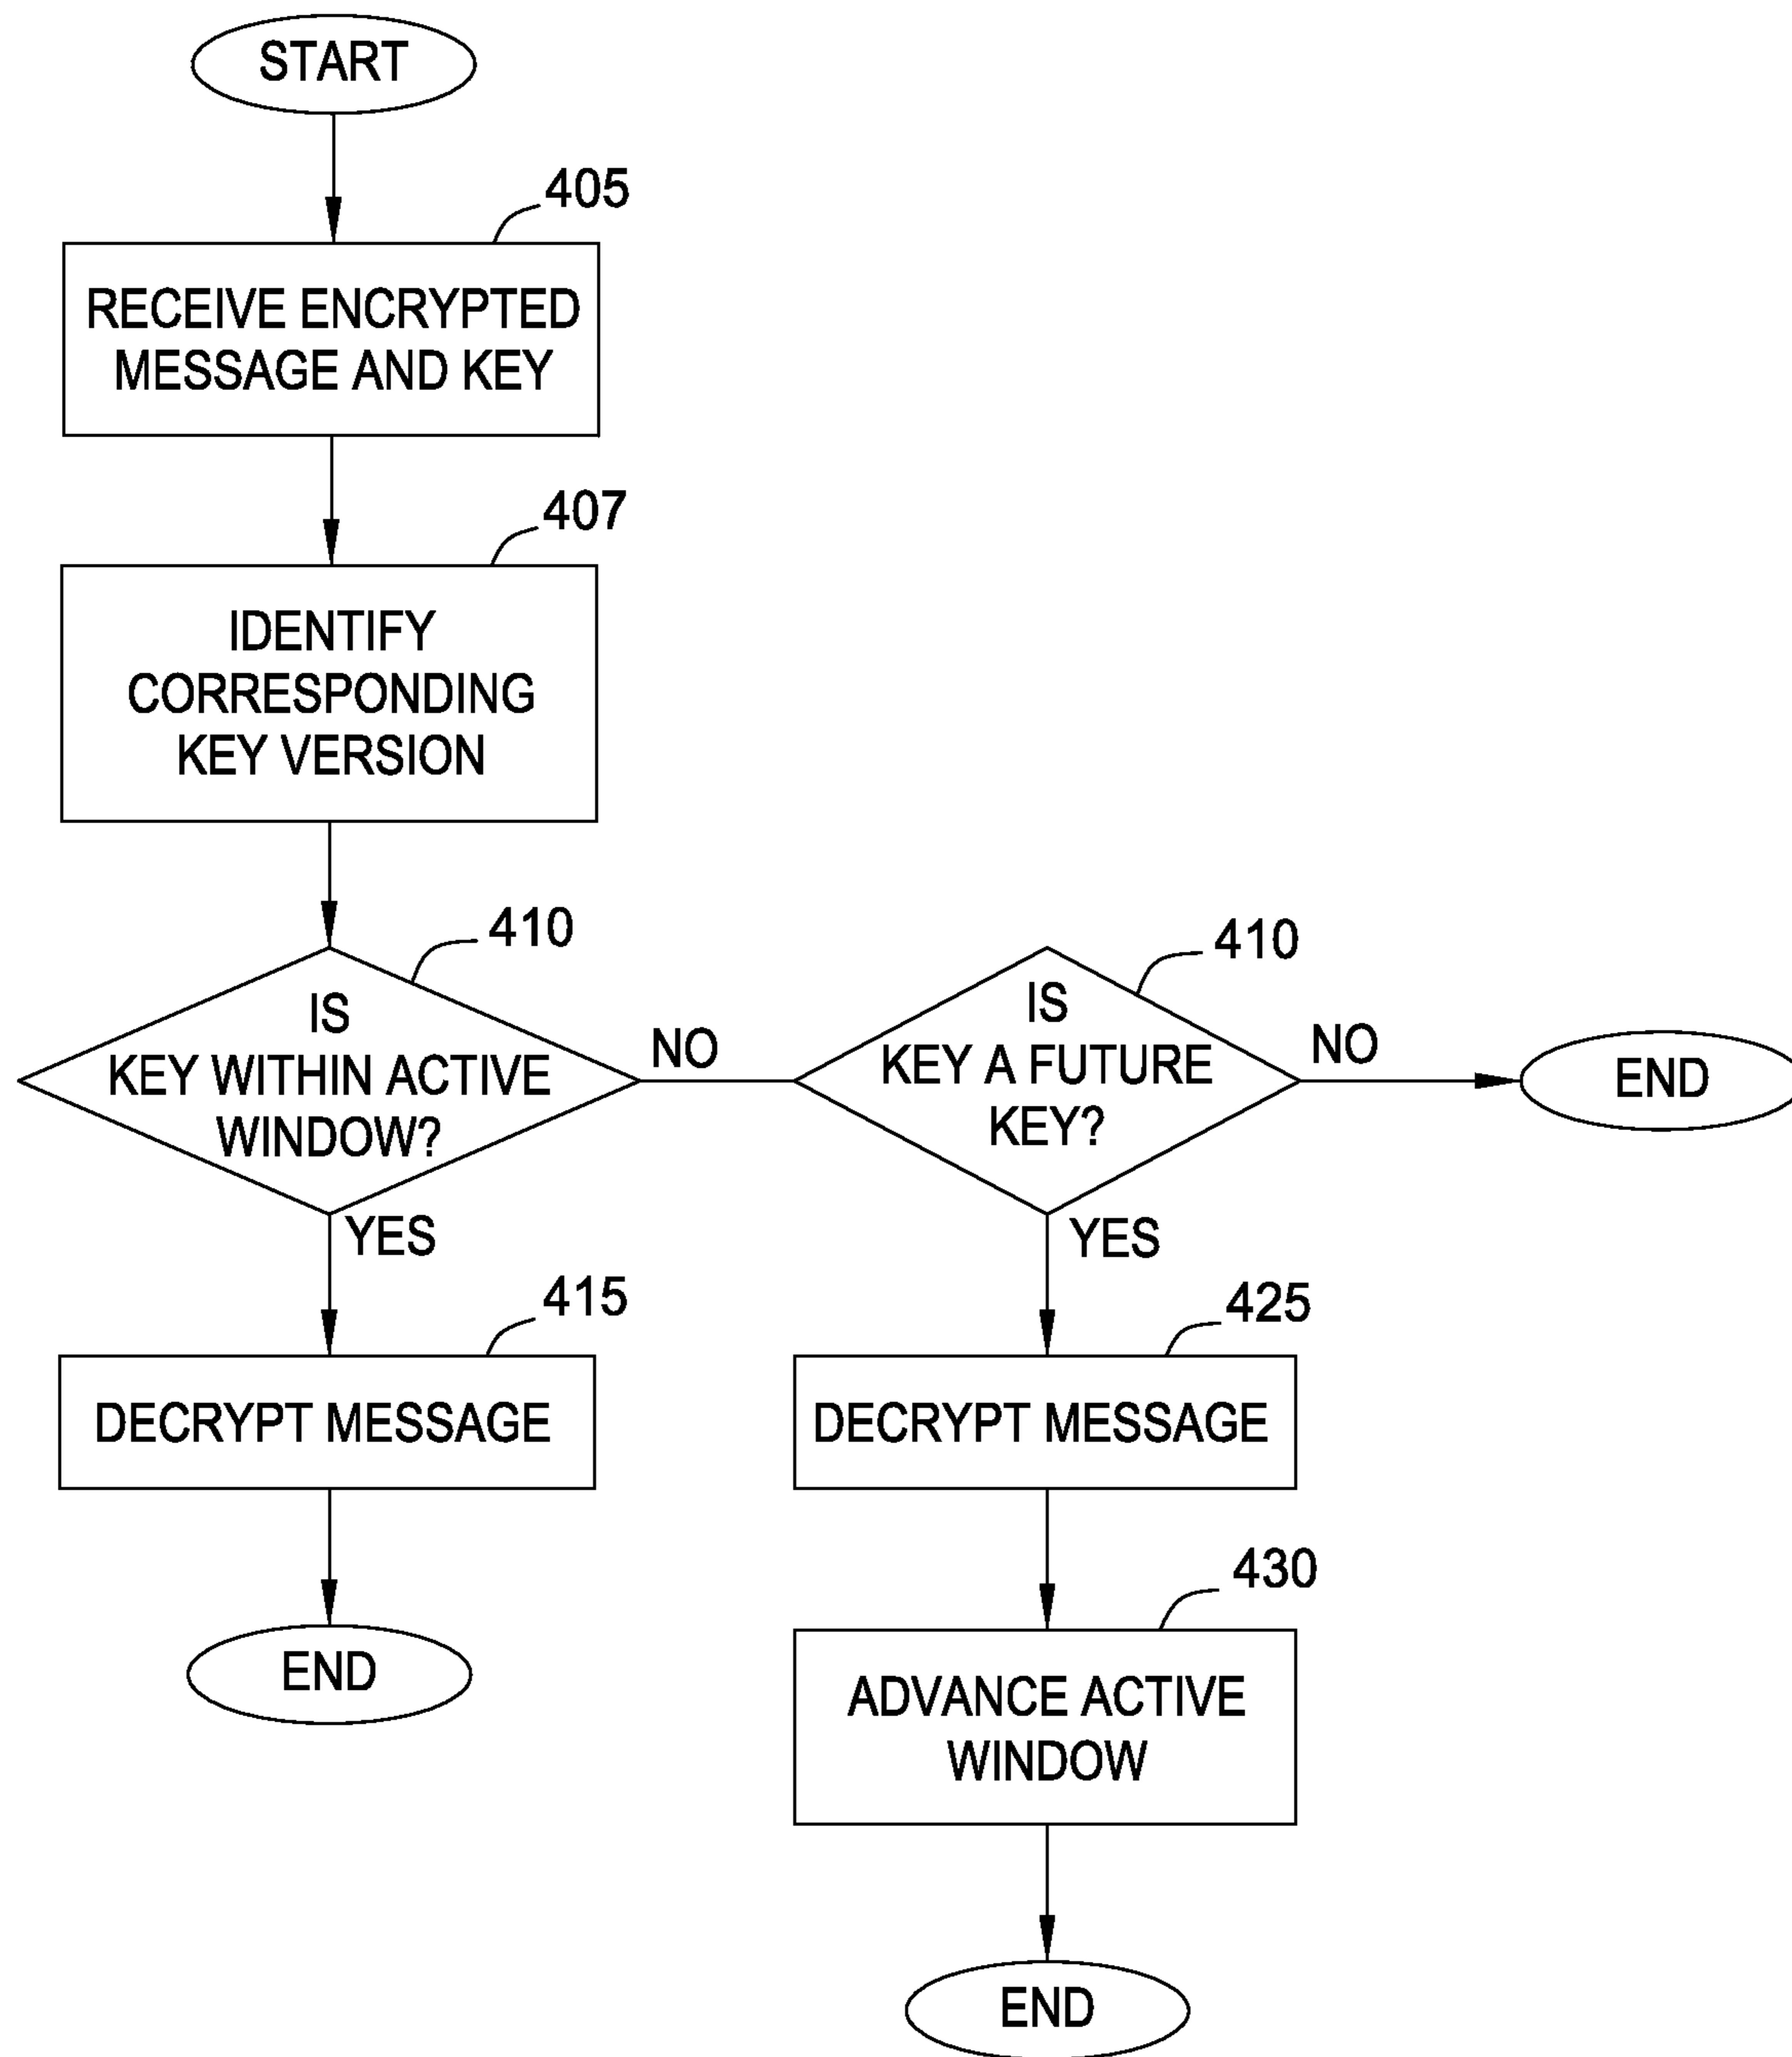 START
405
RECEIVE ENCRYPTED
MESSAGE AND KEY
407
IDENTIFY
CORRESPONDING
KEY VERSION
410
IS
KEY WITHIN ACTIVE
WINDOW?
NO
410
IS
KEY A FUTURE
KEY?
NO
END
YES
415
DECRYPT MESSAGE
END
YES
425
DECRYPT MESSAGE
430
ADVANCE ACTIVE
WINDOW
END